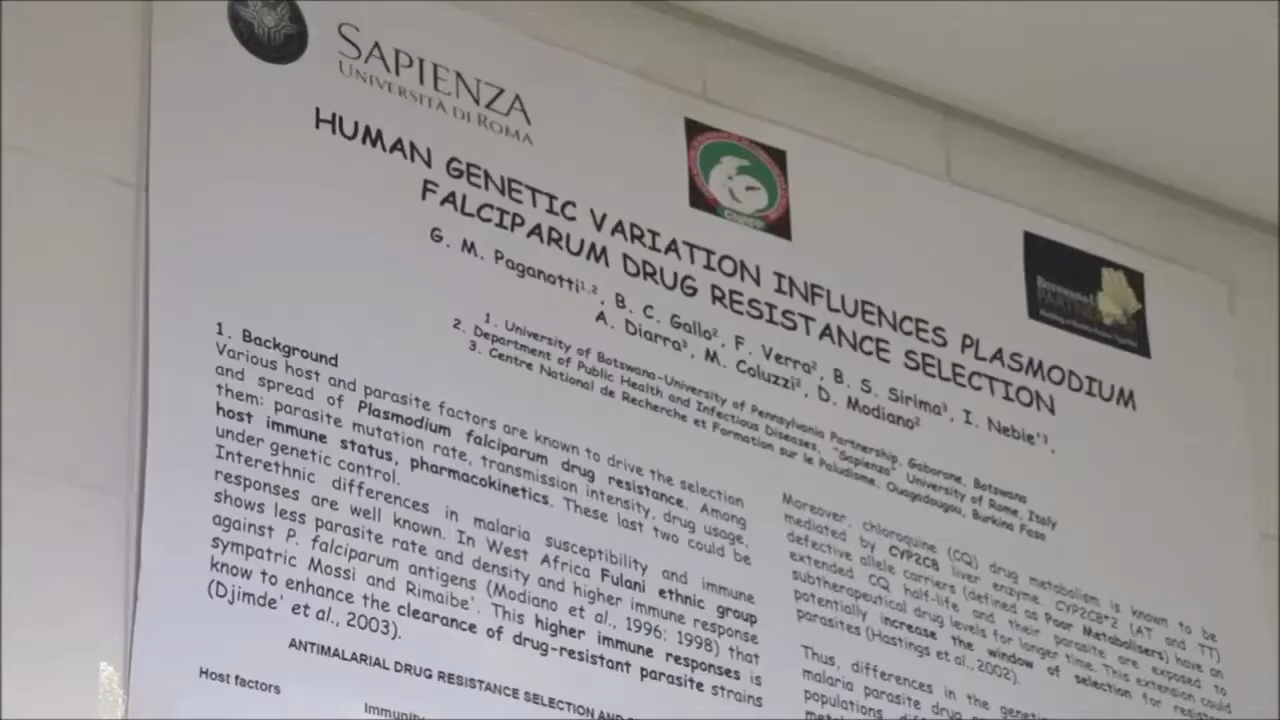 SAPIENZA
UNIVERSITÀ DI ROMA
HUMAN GENETIC VARIATION INFLUENCES PLASMODIUM
FALCIPARUM DRUG RESISTANCE SELECTION
G. M. Paganotti¹·², B. C. Gallo², F. Verra², B. S. Sirima³, I. Nebie'³,
A. Diarra³, M. Coluzzi², D. Modiano²
1. University of Botswana-University of Pennsylvania Partnership, Gaborone, Botswana
2. Department of Public Health and Infectious Diseases, "Sapienza" University of Rome, Italy
3. Centre National de Recherche et Formation sur le Paludisme, Ouagadougou, Burkina Faso
1. Background
Various host and parasite factors are known to drive the selection
and spread of Plasmodium falciparum drug resistance. Among
them: parasite mutation rate, transmission intensity, drug usage,
host immune status, pharmacokinetics. These last two could be
under genetic control.
Interethnic differences in malaria susceptibility and immune
responses are well known. In West Africa Fulani ethnic group
shows less parasite rate and density and higher immune response
against P. falciparum antigens (Modiano et al., 1996; 1998) that
sympatric Mossi and Rimaibe'. This higher immune responses is
know to enhance the clearance of drug-resistant parasite strains
(Djimde' et al., 2003).
ANTIMALARIAL DRUG RESISTANCE SELECTION AND
Host factors
Moreover, chloroquine (CQ) drug metabolism is known to be
mediated by CYP2C8 liver enzyme. CYP2C8*2 (AT and TT)
defective allele carriers (defined as Poor Metabolisers) have an
extended CQ half-life and their parasite are exposed to
subtherapeutical drug levels for longer time. This extension could
potentially increase the window of selection for
parasites (Hastings et al., 2002).
Thus, differences in the
malaria parasite drug